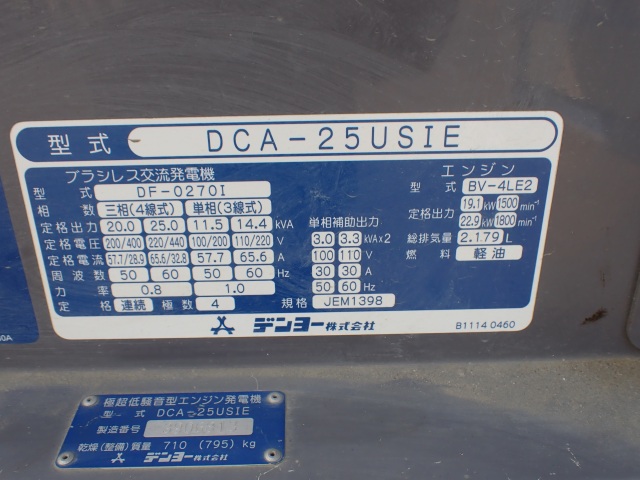 型式 DCA-25USIE
ブラシレス交流発電機
型式 DF-0270I
相数 三相(4線式) 単相(3線式)
定格出力 20.0 25.0 11.5 14.4 kVA
定格電圧 200/400 220/440 100/200 110/220 V
定格電流 57.7/28.9 65.6/32.8 57.7 65.6 A
周波数 50 60 50 60 Hz
力率 0.8 1.0
定格 連続 極数 4
単相補助出力
3.0 3.3 kVA×2
100 110 V
30 30 A
50 60 Hz
規格 JEM1398
エンジン
型式 BV-4LE2
定格出力 19.1 kW 1500 min⁻¹
22.9 kW 1800 min⁻¹
総排気量 2.179 L
燃料 軽油
デンヨー株式会社
B1114 0460
極超低騒音型エンジン発電機
型式 DCA-25USIE
製造番号
乾燥(整備)質量 710 (795) kg
デンヨー株式会社